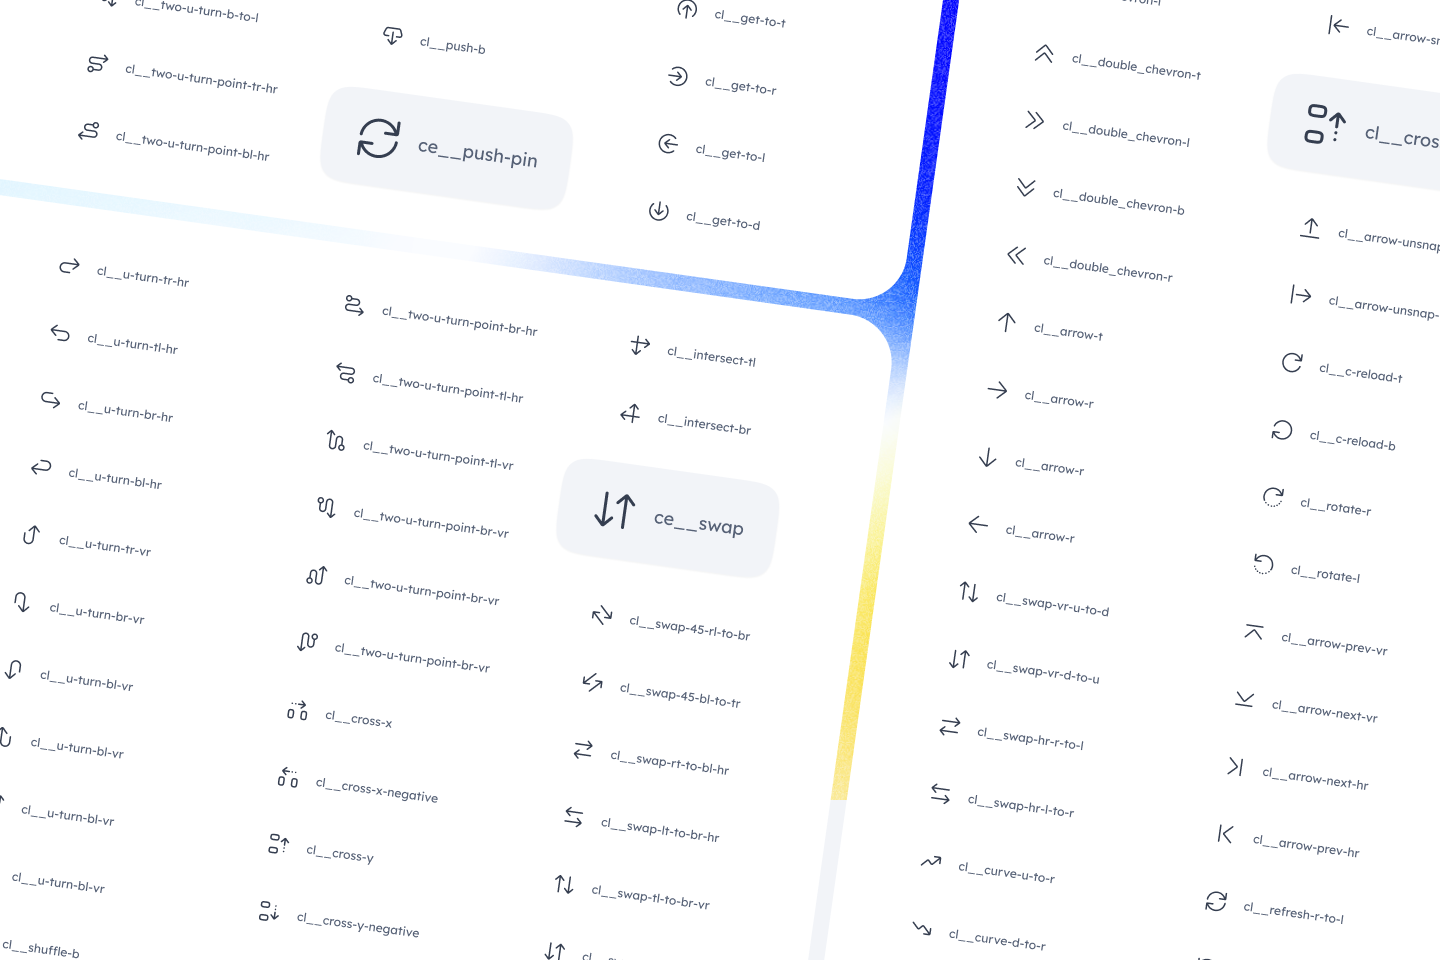 cl__two-u-turn-b-to-l
cl__two-u-turn-point-tr-hr
cl__two-u-turn-point-bl-hr
cl__push-b
ce__push-pin
cl__get-to-t
cl__get-to-r
cl__get-to-l
cl__get-to-d
cl__u-turn-tr-hr
cl__u-turn-tl-hr
cl__u-turn-br-hr
cl__u-turn-bl-hr
cl__u-turn-tr-vr
cl__u-turn-br-vr
cl__u-turn-bl-vr
cl__u-turn-bl-vr
cl__u-turn-bl-vr
cl__u-turn-bl-vr
cl__shuffle-b
cl__two-u-turn-point-br-hr
cl__two-u-turn-point-tl-hr
cl__two-u-turn-point-tl-vr
cl__two-u-turn-point-br-vr
cl__two-u-turn-point-br-vr
cl__two-u-turn-point-br-vr
cl__cross-x
cl__cross-x-negative
cl__cross-y
cl__cross-y-negative
cl__intersect-tl
cl__intersect-br
ce__swap
cl__swap-45-rl-to-br
cl__swap-45-bl-to-tr
cl__swap-rt-to-bl-hr
cl__swap-lt-to-br-hr
cl__swap-tl-to-br-vr
cl__double_chevron-t
cl__double_chevron-l
cl__double_chevron-b
cl__double_chevron-r
cl__arrow-t
cl__arrow-r
cl__arrow-r
cl__arrow-r
cl__swap-vr-u-to-d
cl__swap-vr-d-to-u
cl__swap-hr-r-to-l
cl__swap-hr-l-to-r
cl__curve-u-to-r
cl__curve-d-to-r
cl__arrow-sn
cl__cros
cl__arrow-unsnap
cl__arrow-unsnap-
cl__c-reload-t
cl__c-reload-b
cl__rotate-r
cl__rotate-l
cl__arrow-prev-vr
cl__arrow-next-vr
cl__arrow-next-hr
cl__arrow-prev-hr
cl__refresh-r-to-l